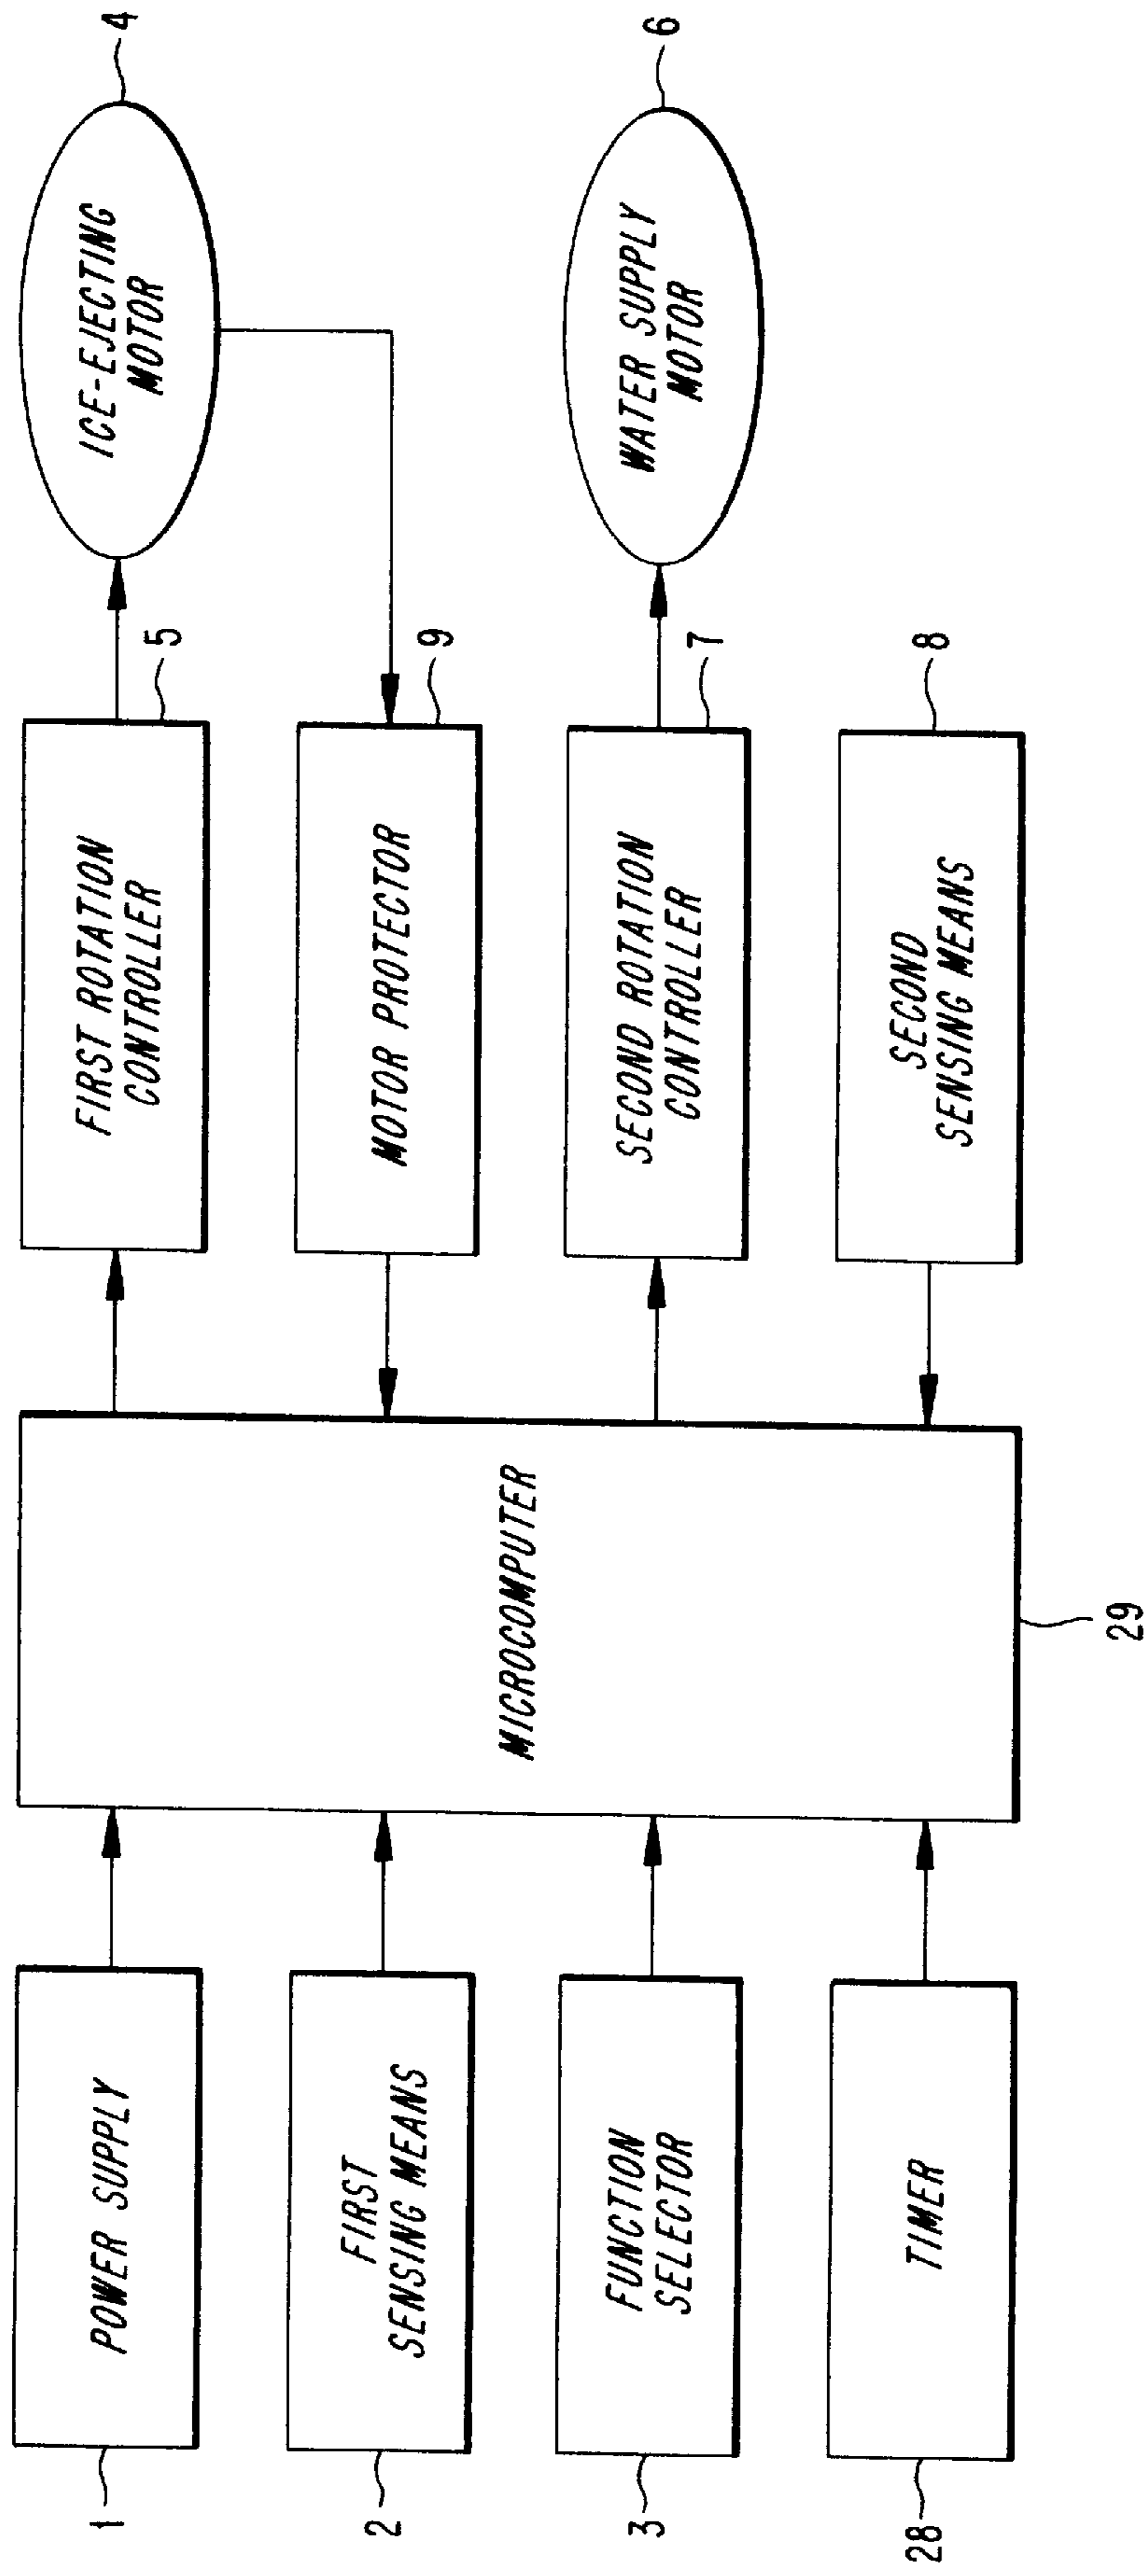 1
POWER SUPPLY
2
FIRST
SENSING MEANS
3
FUNCTION
SELECTOR
28
TIMER
MICROCOMPUTER
29
FIRST ROTATION
CONTROLLER
5
MOTOR PROTECTOR
9
SECOND ROTATION
CONTROLLER
7
SECOND
SENSING MEANS
8
ICE-EJECTING
MOTOR
4
WATER SUPPLY
MOTOR
6